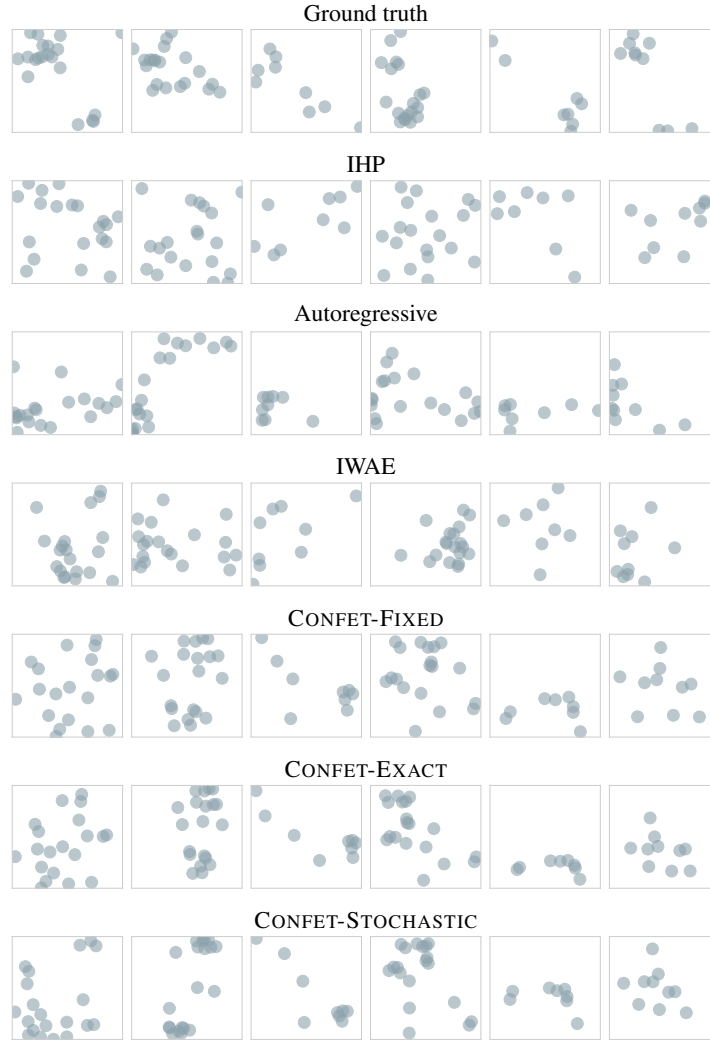 Ground truth
IHP
Autoregressive
IWAE
CONFET-FIXED
CONFET-EXACT
CONFET-STOCHASTIC